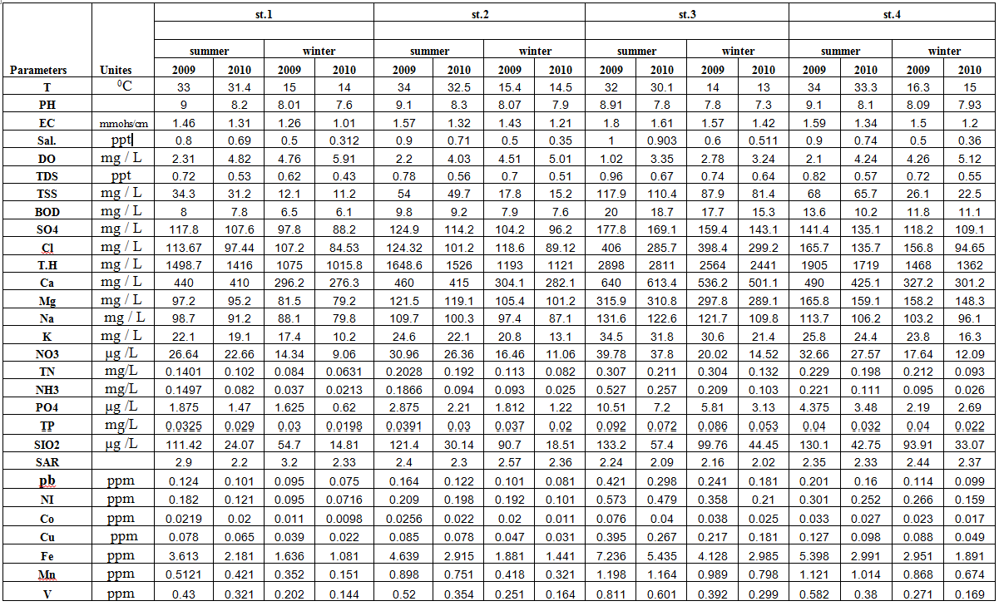 st.1 st.2 st.3 st.4
summer winter summer winter summer winter summer winter
Parameters Unites 2009 2010 2009 2010 2009 2010 2009 2010 2009 2010 2009 2010 2009 2010 2009 2010
T ⁰C 33 31.4 15 14 34 32.5 15.4 14.5 32 30.1 14 13 34 33.3 16.3 15
PH 9 8.2 8.01 7.6 9.1 8.3 8.07 7.9 8.91 7.8 7.8 7.3 9.1 8.1 8.09 7.93
EC mmohs/cm 1.46 1.31 1.26 1.01 1.57 1.32 1.43 1.21 1.8 1.61 1.57 1.42 1.59 1.34 1.5 1.2
Sal. ppt 0.8 0.69 0.5 0.312 0.9 0.71 0.5 0.35 1 0.903 0.6 0.511 0.9 0.74 0.5 0.36
DO mg / L 2.31 4.82 4.76 5.91 2.2 4.03 4.51 5.01 1.02 3.35 2.78 3.24 2.1 4.24 4.26 5.12
TDS ppt 0.72 0.53 0.62 0.43 0.78 0.56 0.7 0.51 0.96 0.67 0.74 0.64 0.82 0.57 0.72 0.55
TSS mg / L 34.3 31.2 12.1 11.2 54 49.7 17.8 15.2 117.9 110.4 87.9 81.4 68 65.7 26.1 22.5
BOD mg / L 8 7.8 6.5 6.1 9.8 9.2 7.9 7.6 20 18.7 17.7 15.3 13.6 10.2 11.8 11.1
SO4 mg / L 117.8 107.6 97.8 88.2 124.9 114.2 104.2 96.2 177.8 169.1 159.4 143.1 141.4 135.1 118.2 109.1
Cl mg / L 113.67 97.44 107.2 84.53 124.32 101.2 118.6 89.12 406 285.7 398.4 299.2 165.7 135.7 156.8 94.65
T.H mg / L 1498.7 1416 1075 1015.8 1648.6 1526 1193 1121 2898 2811 2564 2441 1905 1719 1468 1362
Ca mg / L 440 410 296.2 276.3 460 415 304.1 282.1 640 613.4 536.2 501.1 490 425.1 327.2 301.2
Mg mg / L 97.2 95.2 81.5 79.2 121.5 119.1 105.4 101.2 315.9 310.8 297.8 289.1 165.8 159.1 158.2 148.3
Na mg / L 98.7 91.2 88.1 79.8 109.7 100.3 97.4 87.1 131.6 122.6 121.7 109.8 113.7 106.2 103.2 96.1
K mg / L 22.1 19.1 17.4 10.2 24.6 22.1 20.8 13.1 34.5 31.8 30.6 21.4 25.8 24.4 23.8 16.3
NO3 µg /L 26.64 22.66 14.34 9.06 30.96 26.36 16.46 11.06 39.78 37.8 20.02 14.52 32.66 27.57 17.64 12.09
TN mg/L 0.1401 0.102 0.084 0.0631 0.2028 0.192 0.113 0.082 0.307 0.211 0.304 0.132 0.229 0.198 0.212 0.093
NH3 mg/L 0.1497 0.082 0.037 0.0213 0.1866 0.094 0.093 0.025 0.527 0.257 0.209 0.103 0.221 0.111 0.095 0.026
PO4 µg /L 1.875 1.47 1.625 0.62 2.875 2.21 1.812 1.22 10.51 7.2 5.81 3.13 4.375 3.48 2.19 2.69
TP mg/L 0.0325 0.029 0.03 0.0198 0.0391 0.03 0.037 0.02 0.092 0.072 0.086 0.053 0.04 0.032 0.04 0.022
SIO2 µg /L 111.42 24.07 54.7 14.81 121.4 30.14 90.7 18.51 133.2 57.4 99.76 44.45 130.1 42.75 93.91 33.07
SAR 2.9 2.2 3.2 2.33 2.4 2.3 2.57 2.36 2.24 2.09 2.16 2.02 2.35 2.33 2.44 2.37
pb ppm 0.124 0.101 0.095 0.075 0.164 0.122 0.101 0.081 0.421 0.298 0.241 0.181 0.201 0.16 0.114 0.099
NI ppm 0.182 0.121 0.095 0.0716 0.209 0.198 0.192 0.101 0.573 0.479 0.358 0.21 0.301 0.252 0.266 0.159
Co ppm 0.0219 0.02 0.011 0.0098 0.0256 0.022 0.02 0.011 0.076 0.04 0.038 0.025 0.033 0.027 0.023 0.017
Cu ppm 0.078 0.065 0.039 0.022 0.085 0.078 0.047 0.031 0.395 0.267 0.217 0.181 0.127 0.098 0.088 0.049
Fe ppm 3.613 2.181 1.636 1.081 4.639 2.915 1.881 1.441 7.236 5.435 4.128 2.985 5.398 2.991 2.951 1.891
Mn ppm 0.5121 0.421 0.352 0.151 0.898 0.751 0.418 0.321 1.198 1.164 0.989 0.798 1.121 1.014 0.868 0.674
V ppm 0.43 0.321 0.202 0.144 0.52 0.354 0.251 0.164 0.811 0.601 0.392 0.299 0.582 0.38 0.271 0.169